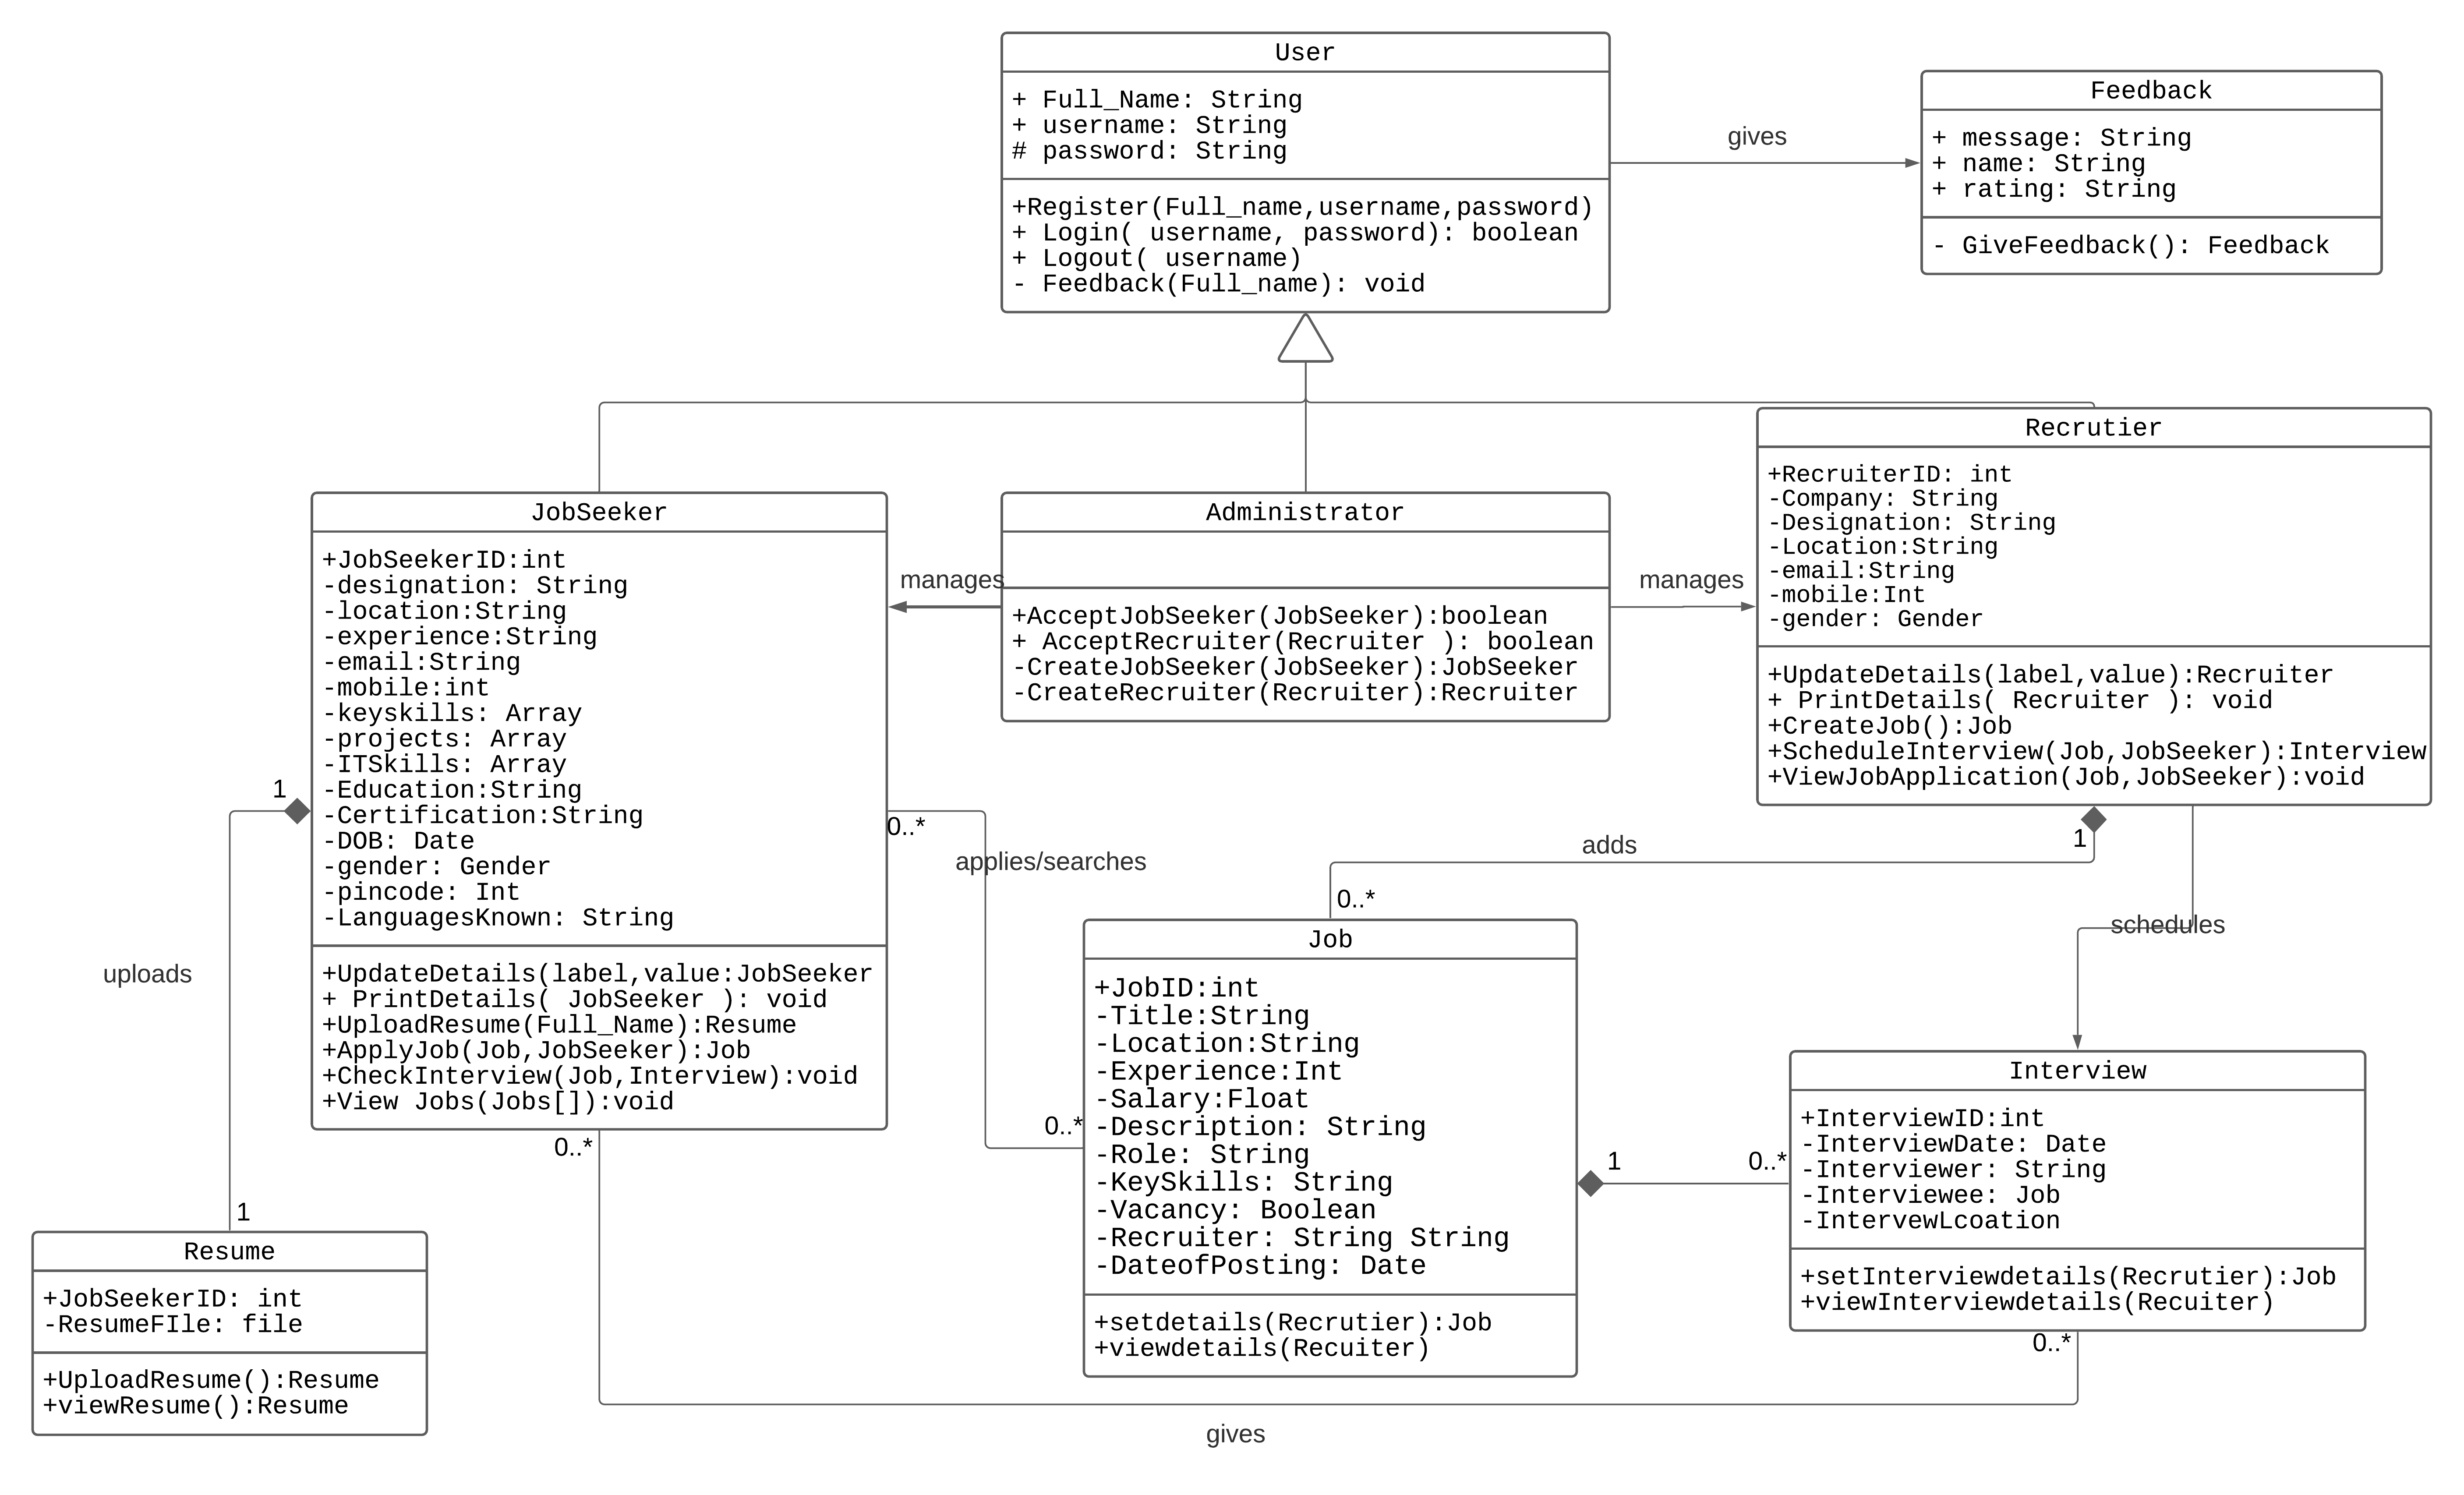 User
+ Full_Name: String
+ username: String
# password: String
+Register(Full_name,username,password)
+ Login( username, password): boolean
+ Logout( username)
- Feedback(Full_name): void
gives
Feedback
+ message: String
+ name: String
+ rating: String
- GiveFeedback(): Feedback
JobSeeker
+JobSeekerID:int
-designation: String
-location:String
-experience:String
-email:String
-mobile:int
-keyskills: Array
-projects: Array
-ITSkills: Array
-Education:String
-Certification:String
-DOB: Date
-gender: Gender
-pincode: Int
-LanguagesKnown: String
+UpdateDetails(label,value:JobSeeker
+ PrintDetails( JobSeeker ): void
+UploadResume(Full_Name):Resume
+ApplyJob(Job,JobSeeker):Job
+CheckInterview(Job,Interview):void
+View Jobs(Jobs[]):void
manages
Administrator
+AcceptJobSeeker(JobSeeker):boolean
+ AcceptRecruiter(Recruiter ): boolean
-CreateJobSeeker(JobSeeker):JobSeeker
-CreateRecruiter(Recruiter):Recruiter
manages
Recrutier
+RecruiterID: int
-Company: String
-Designation: String
-Location:String
-email:String
-mobile:Int
-gender: Gender
+UpdateDetails(label,value):Recruiter
+ PrintDetails( Recruiter ): void
+CreateJob():Job
+ScheduleInterview(Job,JobSeeker):Interview
+ViewJobApplication(Job,JobSeeker):void
1
uploads
1
0..*
applies/searches
0..*
1
adds
0..*
schedules
Job
+JobID:int
-Title:String
-Location:String
-Experience:Int
-Salary:Float
-Description: String
-Role: String
-KeySkills: String
-Vacancy: Boolean
-Recruiter: String String
-DateofPosting: Date
+setdetails(Recrutier):Job
+viewdetails(Recuiter)
1
0..*
Interview
+InterviewID:int
-InterviewDate: Date
-Interviewer: String
-Interviewee: Job
-IntervewLcoation
+setInterviewdetails(Recrutier):Job
+viewInterviewdetails(Recuiter)
Resume
+JobSeekerID: int
-ResumeFIle: file
+UploadResume():Resume
+viewResume():Resume
0..*
gives
0..*